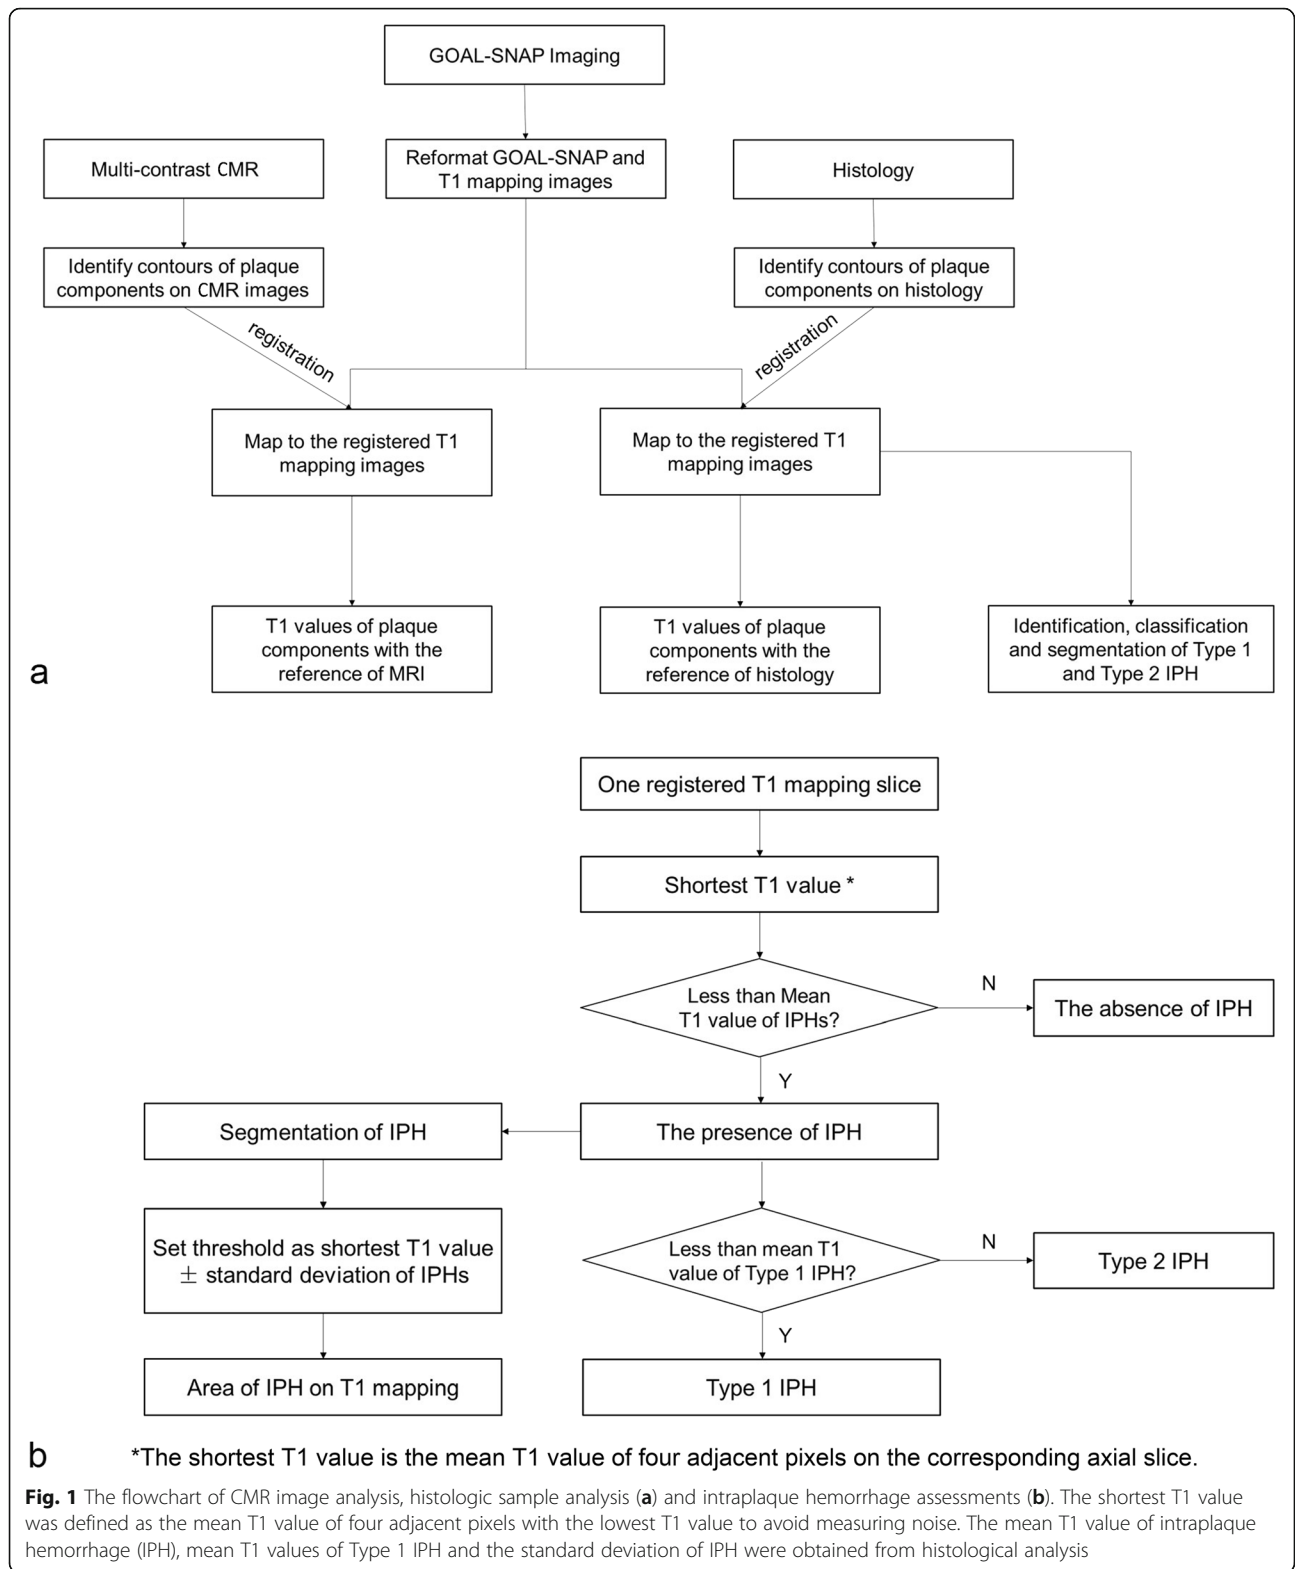 GOAL-SNAP Imaging
Multi-contrast CMR
Reformat GOAL-SNAP and
T1 mapping images
Histology
Identify contours of plaque
components on CMR images
Identify contours of plaque
components on histology
registration
registration
Map to the registered T1
mapping images
Map to the registered T1
mapping images
T1 values of plaque
components with the
reference of MRI
T1 values of plaque
components with the
reference of histology
Identification, classification
and segmentation of Type 1
and Type 2 IPH
a
One registered T1 mapping slice
Shortest T1 value *
Less than Mean
T1 value of IPHs?
N
The absence of IPH
Y
Segmentation of IPH
The presence of IPH
Set threshold as shortest T1 value
± standard deviation of IPHs
Less than mean T1
value of Type 1 IPH?
N
Type 2 IPH
Y
Area of IPH on T1 mapping
Type 1 IPH
b
*The shortest T1 value is the mean T1 value of four adjacent pixels on the corresponding axial slice.
Fig. 1 The flowchart of CMR image analysis, histologic sample analysis (a) and intraplaque hemorrhage assessments (b). The shortest T1 value
was defined as the mean T1 value of four adjacent pixels with the lowest T1 value to avoid measuring noise. The mean T1 value of intraplaque
hemorrhage (IPH), mean T1 values of Type 1 IPH and the standard deviation of IPH were obtained from histological analysis